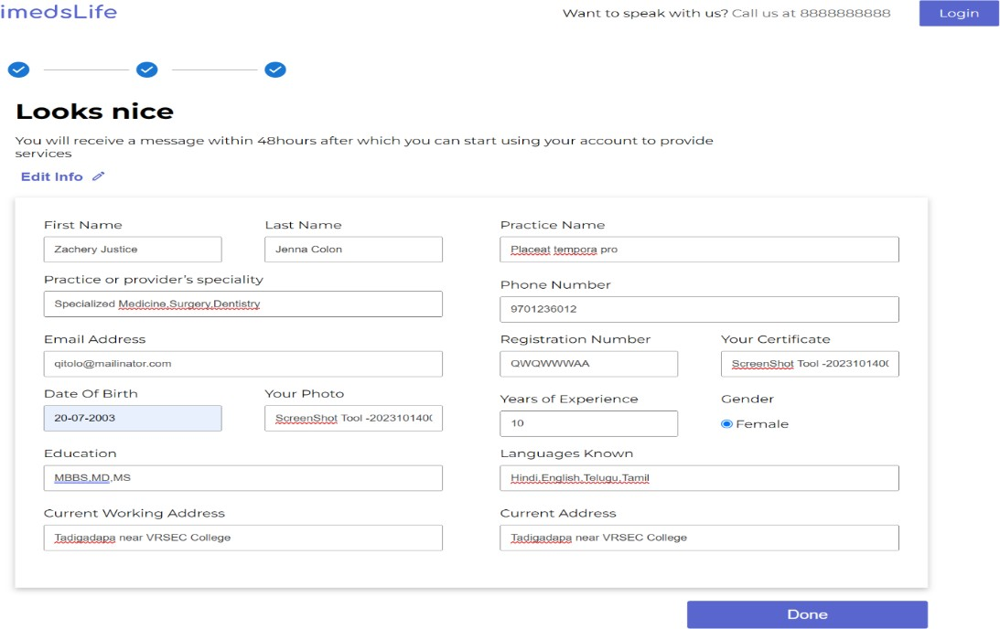 imedsLife
Want to speak with us? Call us at 8888888888
Login
Looks nice
You will receive a message within 48hours after which you can start using your account to provide
services
Edit Info
First Name
Last Name
Zachery Justice
Jenna Colon
Practice or provider's speciality
Specialized Medicine,Surgery,Dentistry
Email Address
qitolo@mailinator.com
Date Of Birth
Your Photo
20-07-2003
ScreenShot Tool -202310140(
Education
MBBS,MD,MS
Current Working Address
Tadigadapa near VRSEC College
Practice Name
Placeat tempora pro
Phone Number
9701236012
Registration Number
Your Certificate
QWQWWWAA
ScreenShot Tool -202310140(
Years of Experience
Gender
10
Female
Languages Known
Hindi,English,Telugu,Tamil
Current Address
Tadigadapa near VRSEC College
Done